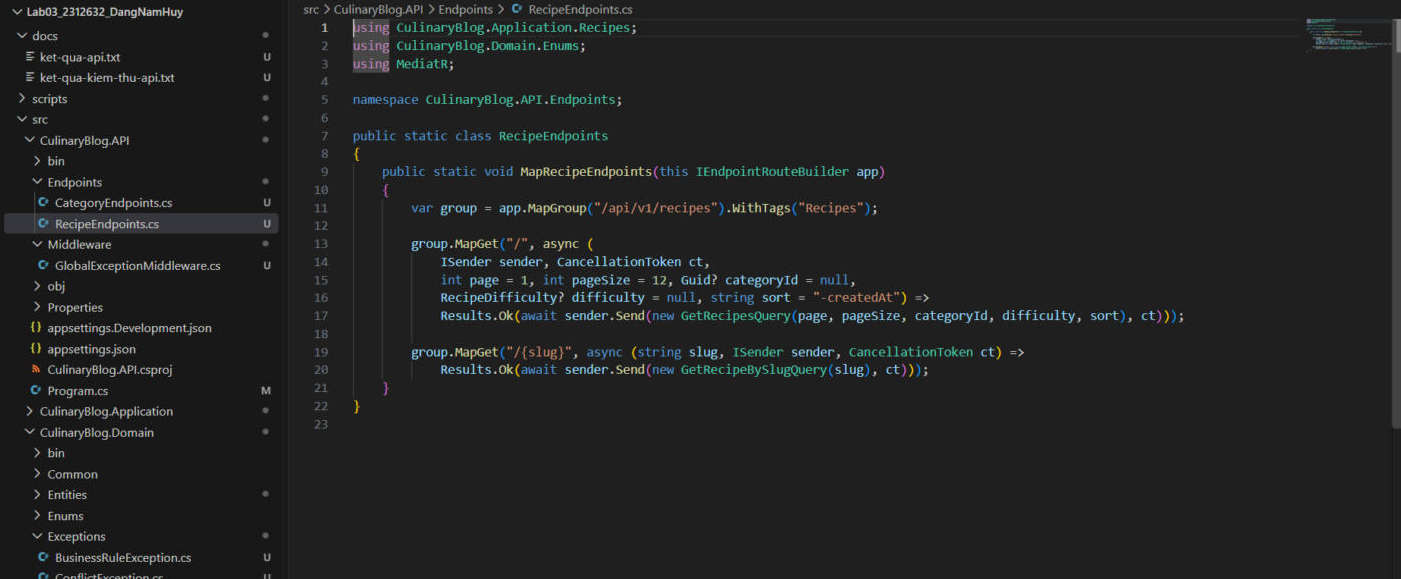 Lab03_2312632_DangNamHuy
docs
ket-qua-api.txt U
ket-qua-kiem-thu-api.txt U
scripts
src
CulinaryBlog.API
bin
Endpoints
CategoryEndpoints.cs U
RecipeEndpoints.cs U
Middleware
GlobalExceptionMiddleware.cs U
obj
Properties
{} appsettings.Development.json
{} appsettings.json
CulinaryBlog.API.csproj
Program.cs M
CulinaryBlog.Application
CulinaryBlog.Domain
bin
Common
Entities
Enums
Exceptions
BusinessRuleException.cs U
ConflictException.cs U
src > CulinaryBlog.API > Endpoints > RecipeEndpoints.cs
1 using CulinaryBlog.Application.Recipes;
2 using CulinaryBlog.Domain.Enums;
3 using MediatR;
4
5 namespace CulinaryBlog.API.Endpoints;
6
7 public static class RecipeEndpoints
8 {
9 public static void MapRecipeEndpoints(this IEndpointRouteBuilder app)
10 {
11 var group = app.MapGroup("/api/v1/recipes").WithTags("Recipes");
12
13 group.MapGet("/", async (
14 ISender sender, CancellationToken ct,
15 int page = 1, int pageSize = 12, Guid? categoryId = null,
16 RecipeDifficulty? difficulty = null, string sort = "-createdAt") =>
17 Results.Ok(await sender.Send(new GetRecipesQuery(page, pageSize, categoryId, difficulty, sort), ct)));
18
19 group.MapGet("/{slug}", async (string slug, ISender sender, CancellationToken ct) =>
20 Results.Ok(await sender.Send(new GetRecipeBySlugQuery(slug), ct)));
21 }
22 }
23